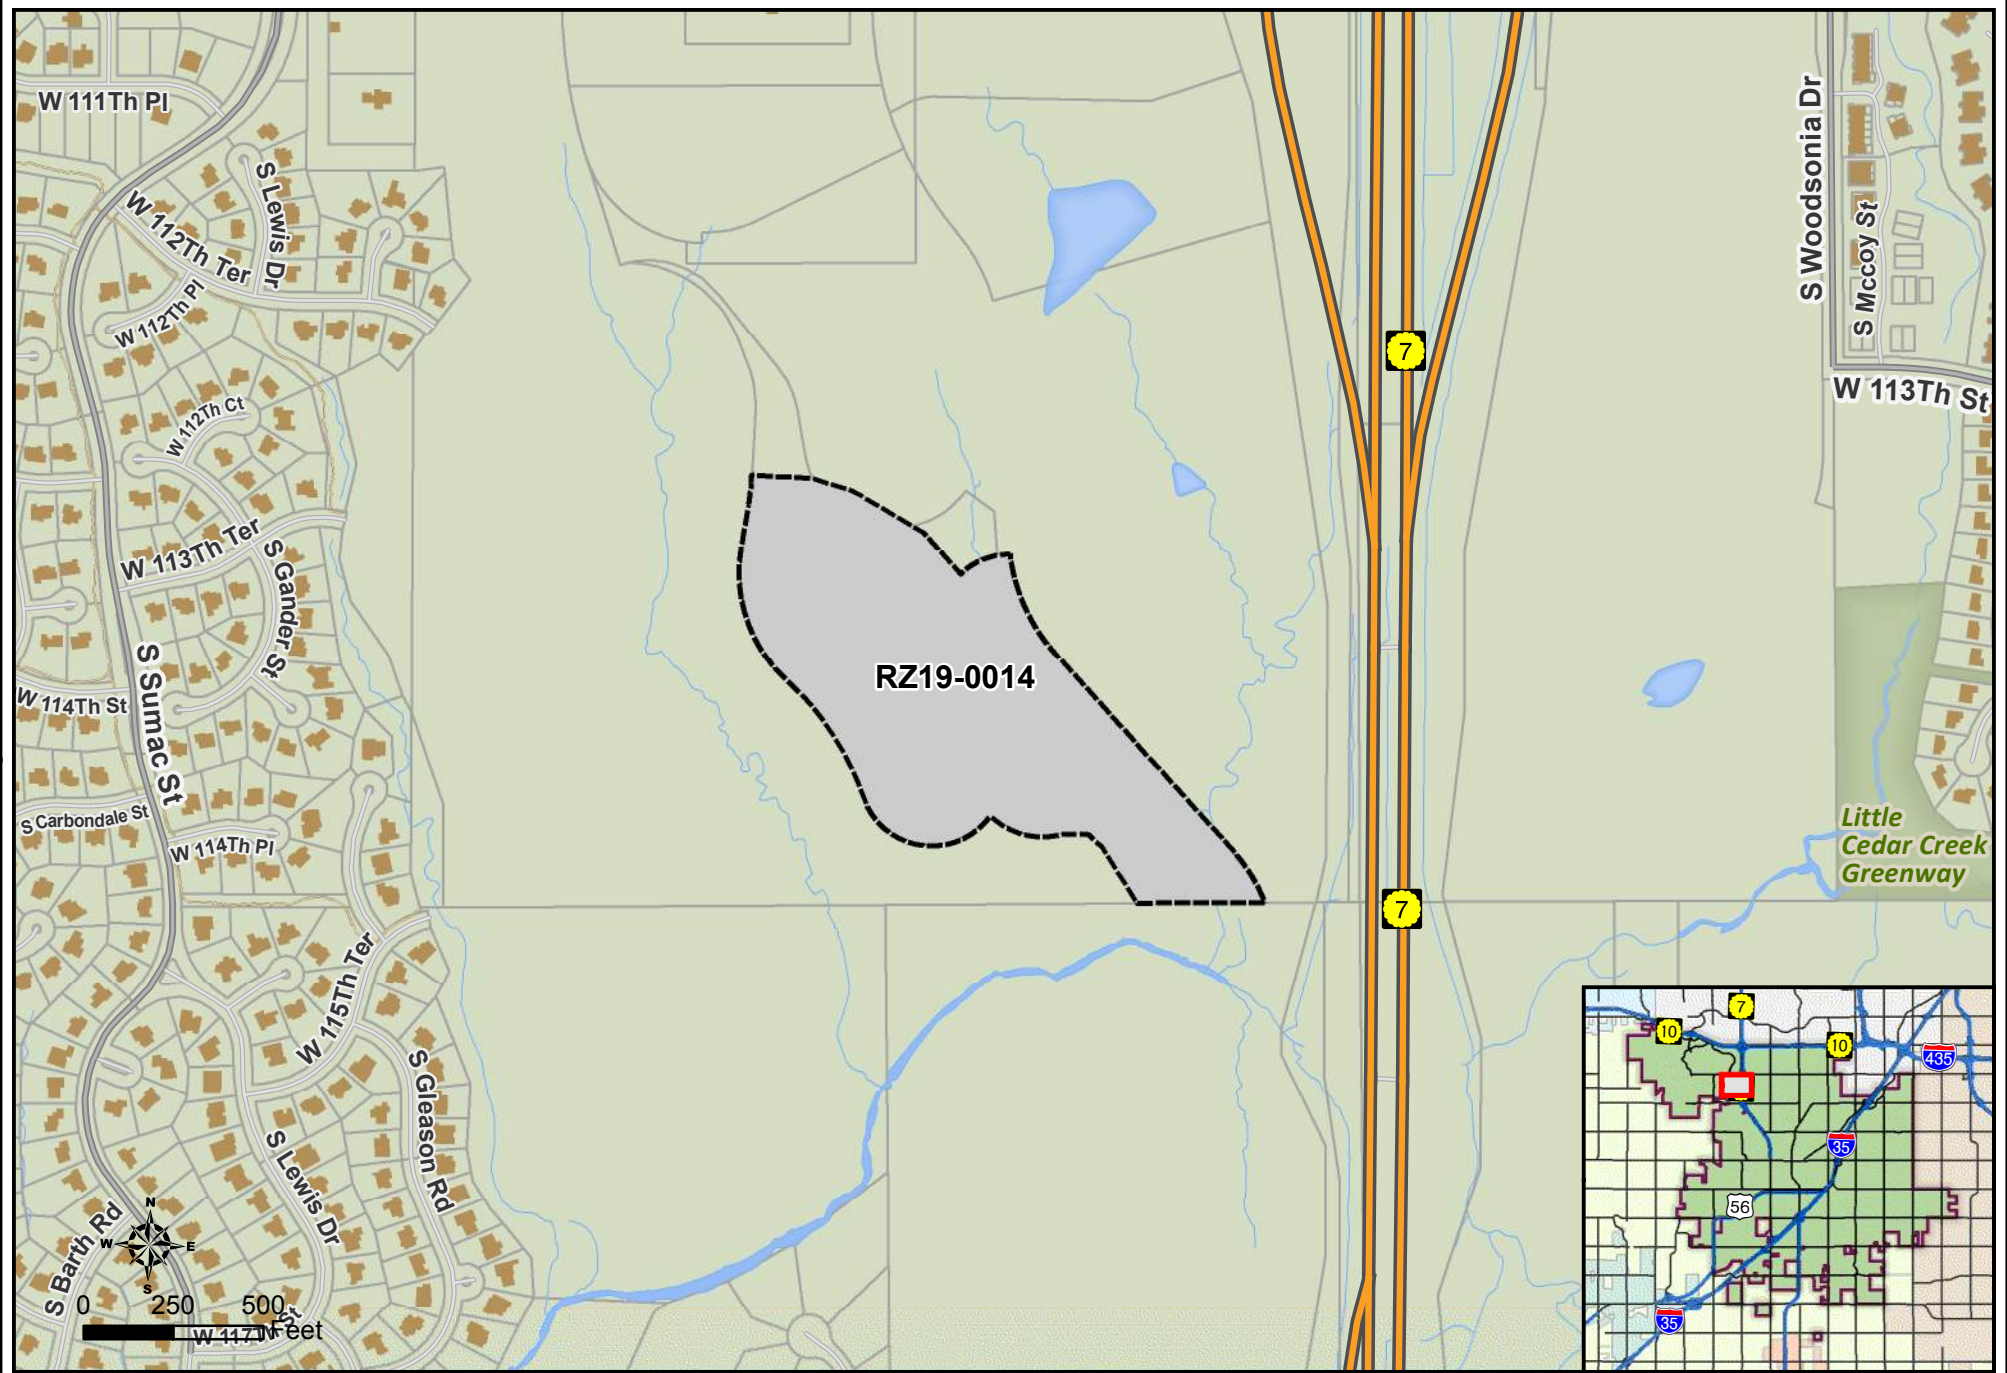 W 111Th Pl
S Lewis Dr
W 112Th Ter
W 112Th Pl
W 112Th Ct
W 113Th Ter
S Gander St
S Sumac St
W 114Th St
S Carbondale St
W 114Th Pl
W 115Th Ter
S Gleason Rd
S Lewis Dr
S Barth Rd
W 117Th St
RZ19-0014
7
7
S Woodsonia Dr
S Mccoy St
W 113Th St
Little
Cedar Creek
Greenway
N
W
E
S
0 250 500
Feet
7
10
10
435
35
56
35